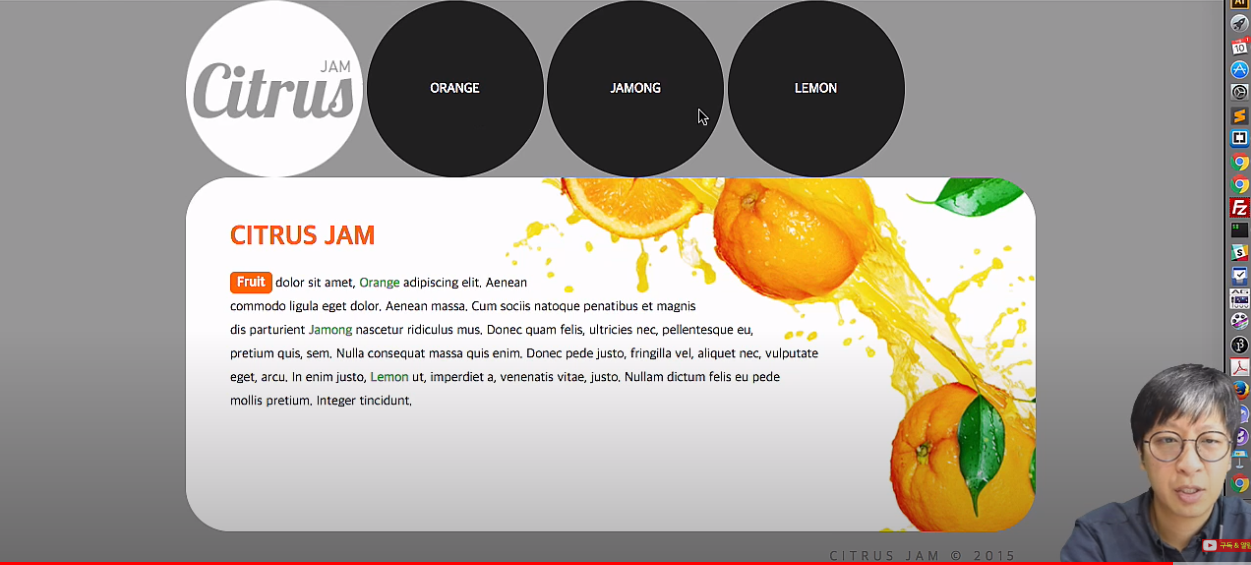 JAM
Citrus
ORANGE
JAMONG
LEMON
CITRUS JAM
Fruit dolor sit amet, Orange adipiscing elit. Aenean
commodo ligula eget dolor. Aenean massa. Cum sociis natoque penatibus et magnis
dis parturient Jamong nascetur ridiculus mus. Donec quam felis, ultricies nec, pellentesque eu,
pretium quis, sem. Nulla consequat massa quis enim. Donec pede justo, fringilla vel, aliquet nec, vulputate
eget, arcu. In enim justo, Lemon ut, imperdiet a, venenatis vitae, justo. Nullam dictum felis eu pede
mollis pretium. Integer tincidunt.
CITRUS JAM © 2015
10
Fz
구독 &